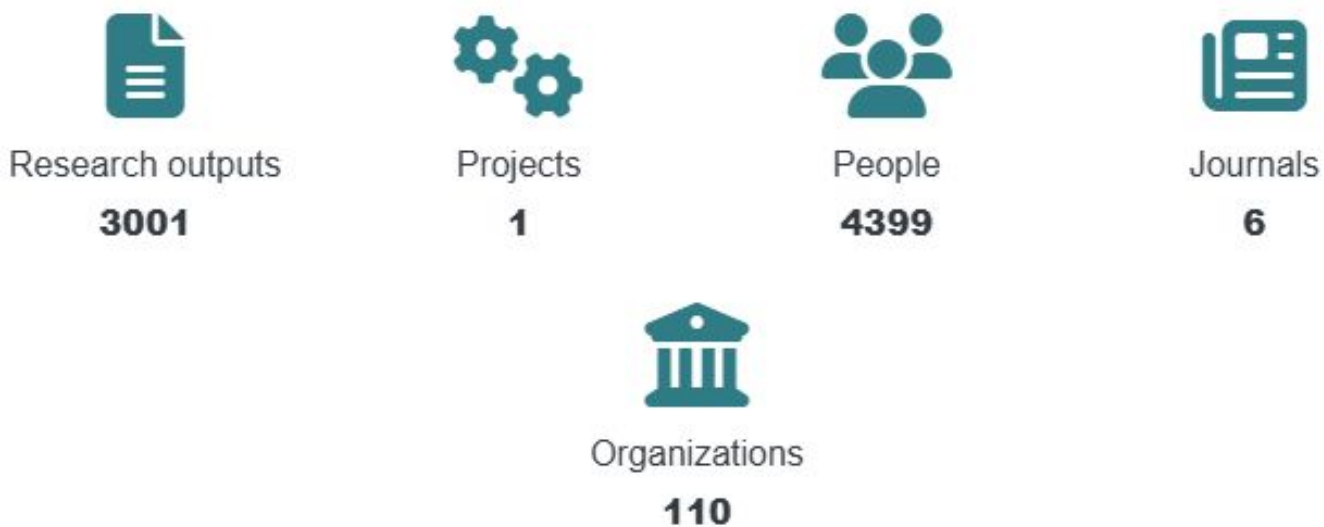 Research outputs
3001
Projects
1
People
4399
Journals
6
Organizations
110